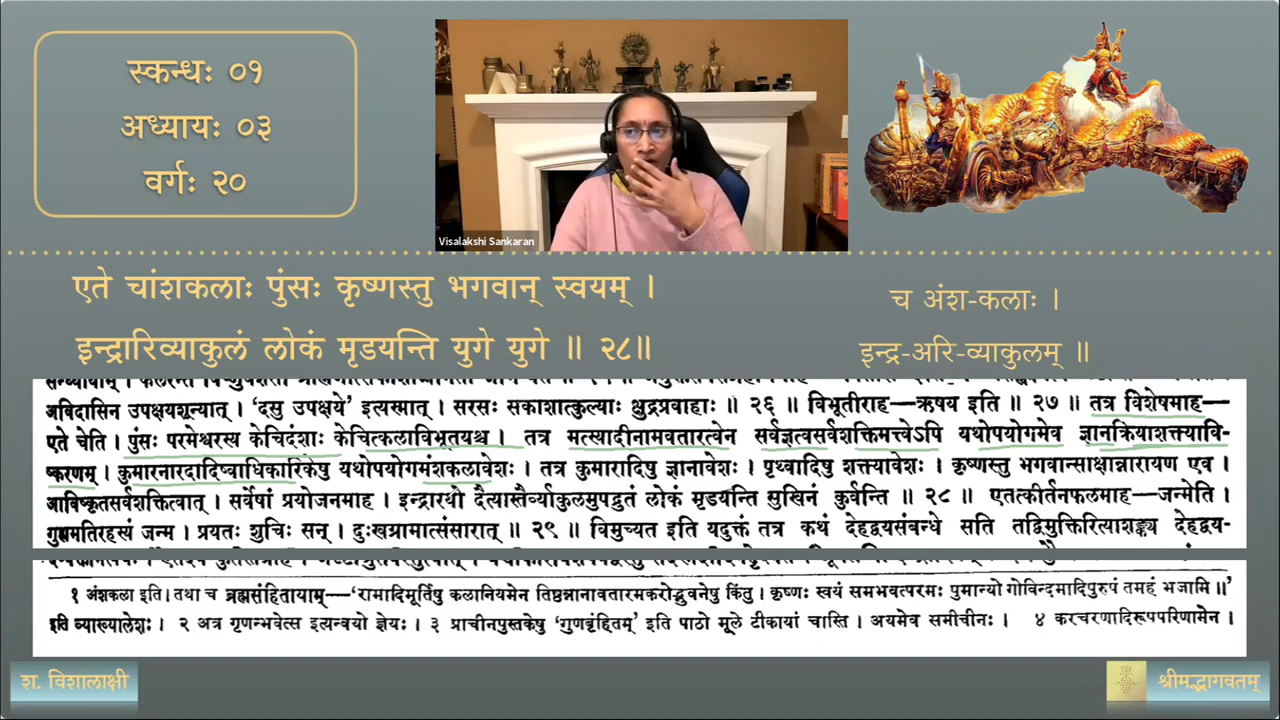 स्कन्धः ०१
अध्यायः ०३
वर्गः २०
Visalakshi Sankaran
एते चांशकलाः पुंसः कृष्णस्तु भगवान् स्वयम् ।
इन्द्रारिव्याकुलं लोकं मृडयन्ति युगे युगे ॥ २८॥
च अंश-कलाः ।
इन्द्र-अरि-व्याकुलम् ॥
अविदासिन उपक्षयशून्यात् । 'दसु उपक्षये' इत्यस्मात् । सरसः सकाशात्कुल्याः क्षुद्रप्रवाहाः ॥ २६ ॥ विभूतीराह—ऋषय इति ॥ २७ ॥ तत्र विशेषमाह—
एते चेति । पुंसः परमेश्वरस्य केचिदंशाः केचित्कलाविभूतयश्च । तत्र मत्स्यादीनामवतारत्वेन सर्वज्ञत्वसर्वशक्तिमत्त्वेऽपि यथोपयोगमेव ज्ञानक्रियाशक्त्यावि-
ष्करणम् । कुमारनारदादिष्वाधिकारिकेषु यथोपयोगमंशकलावेशः । तत्र कुमारादिषु ज्ञानावेशः । पृथ्वादिषु शक्त्यावेशः । कृष्णस्तु भगवान्साक्षान्नारायण एव ।
आविष्कृतसर्वशक्तित्वात् । सर्वेषां प्रयोजनमाह । इन्द्रारयो दैत्यास्तैर्व्याकुलमुपद्रुतं लोकं मृडयन्ति सुखिनं कुर्वन्ति ॥ २८ ॥ एतत्कीर्तनफलमाह—जन्मेति ।
गुह्यमतिरहस्यं जन्म । प्रयतः शुचिः सन् । दुःखग्रामात्संसारात् ॥ २९ ॥ विमुच्यत इति यदुक्तं तत्र कथं देहद्वयसंबन्धे सति तद्विमुक्तिरित्याशङ्क्य देहद्वय-
१ अंशकला इति । तथा च ब्रह्मसंहितायाम्—'रामादिमूर्तिषु कलानियमेन तिष्ठन्नानावतारमकरोद्भुवनेषु किंतु । कृष्णः स्वयं समभवत्परमः पुमान्यो गोविन्दमादिपुरुषं तमहं भजामि ॥'
इति व्याख्यालेशः । २ अत्र गृणन्भवेत्स इत्यन्वयो ज्ञेयः । ३ प्राचीनपुस्तकेषु 'गुणबृंहितम्' इति पाठो मूले टीकायां चास्ति । अयमेव समीचीनः । ४ करचरणादिरूपपरिणामेन ।
श. विशालाक्षी
श्रीमद्भागवतम्